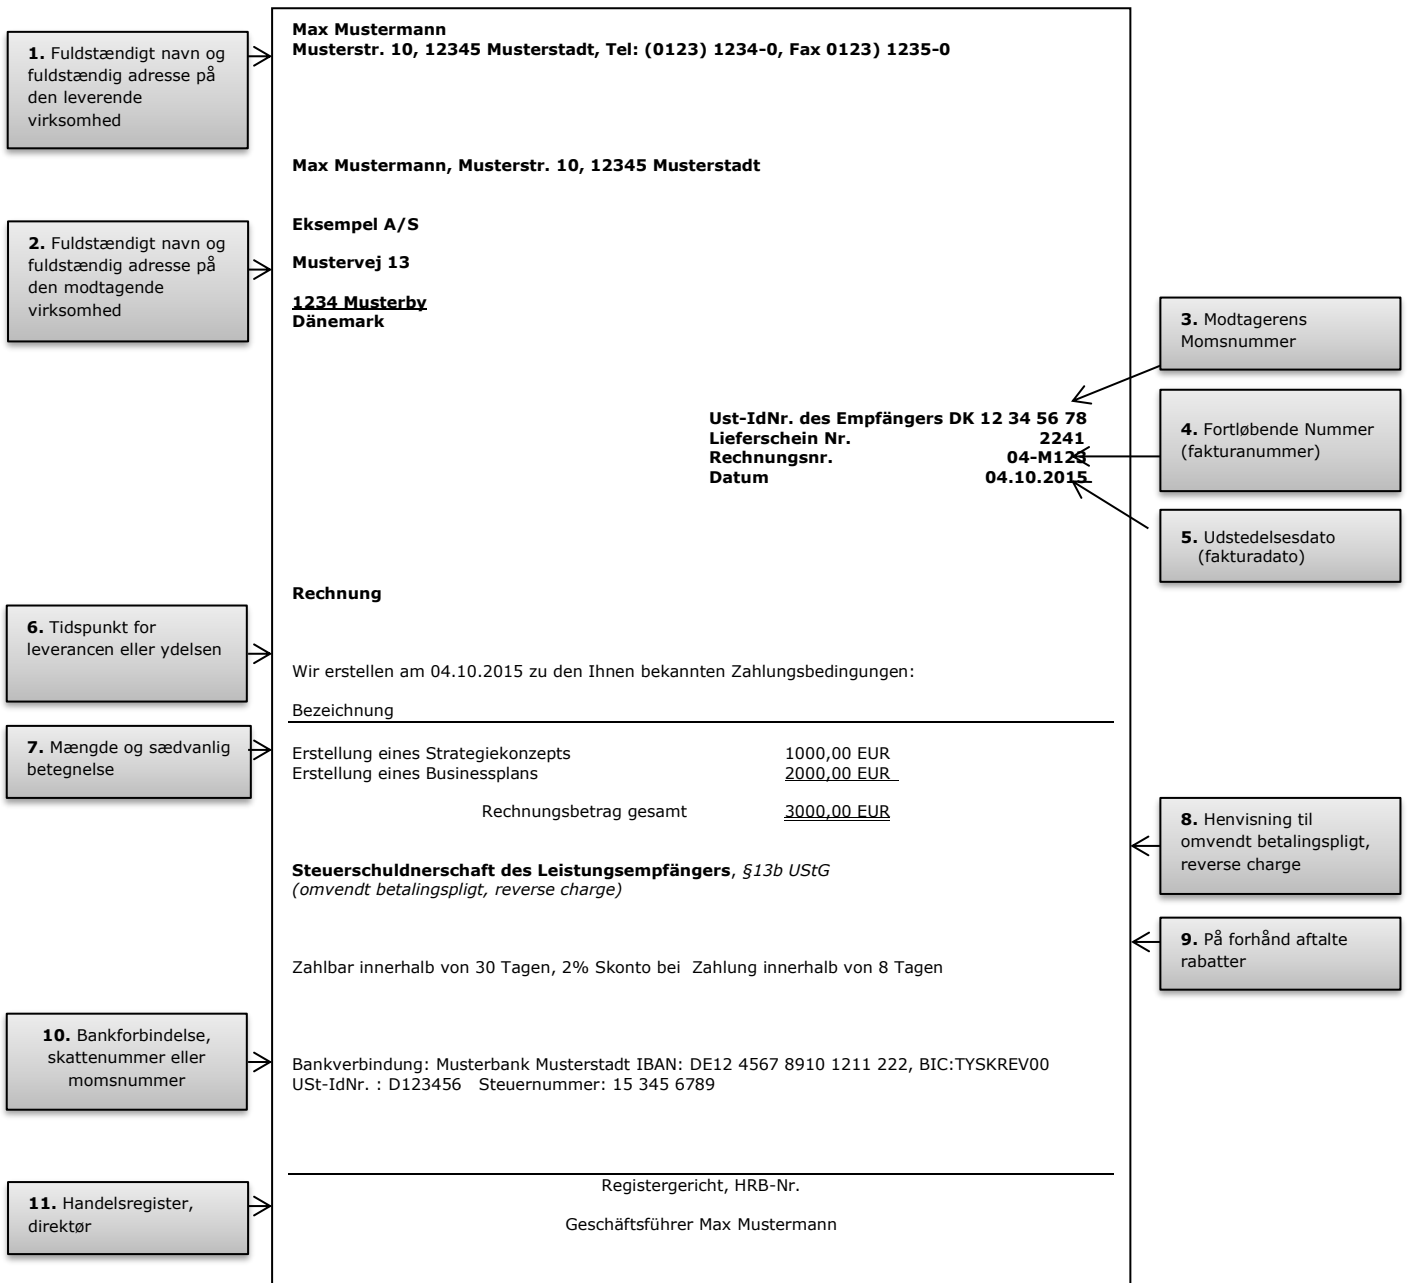 Max Mustermann
Musterstr. 10, 12345 Musterstadt, Tel: (0123) 1234-0, Fax 0123) 1235-0
1. Fuldstændigt navn og
fuldstændig adresse på
den leverende
virksomhed
Max Mustermann, Musterstr. 10, 12345 Musterstadt
Eksempel A/S
Mustervej 13
1234 Musterby
Dänemark
2. Fuldstændigt navn og
fuldstændig adresse på
den modtagende
virksomhed
3. Modtagerens
Momsnummer
Ust-IdNr. des Empfängers DK 12 34 56 78
Lieferschein Nr. 2241
Rechnungsnr. 04-M123
Datum 04.10.2015
4. Fortløbende Nummer
(fakturanummer)
5. Udstedelsesdato
(fakturadato)
Rechnung
6. Tidspunkt for
leverancen eller ydelsen
Wir erstellen am 04.10.2015 zu den Ihnen bekannten Zahlungsbedingungen:
Bezeichnung
7. Mængde og sædvanlig
betegnelse
Erstellung eines Strategiekonzepts 1000,00 EUR
Erstellung eines Businessplans 2000,00 EUR
Rechnungsbetrag gesamt 3000,00 EUR
8. Henvisning til
omvendt betalingspligt,
reverse charge
Steuerschuldnerschaft des Leistungsempfängers, §13b UStG
(omvendt betalingspligt, reverse charge)
9. På forhånd aftalte
rabatter
Zahlbar innerhalb von 30 Tagen, 2% Skonto bei Zahlung innerhalb von 8 Tagen
10. Bankforbindelse,
skattenummer eller
momsnummer
Bankverbindung: Musterbank Musterstadt IBAN: DE12 4567 8910 1211 222, BIC:TYSKREV00
USt-IdNr. : D123456 Steuernummer: 15 345 6789
11. Handelsregister,
direktør
Registergericht, HRB-Nr.
Geschäftsführer Max Mustermann